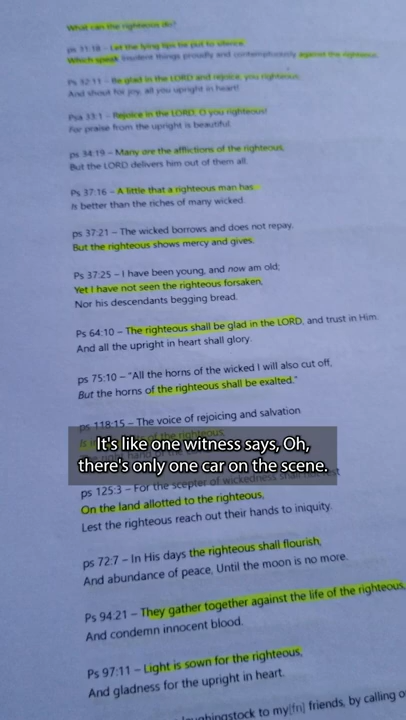 What can the righteous do?
ps 31:18 – Let the lying lips be put to silence,
Which speak insolent things proudly and contemptuously against the righteous.
Ps 32:11 – Be glad in the LORD and rejoice, you righteous;
And shout for joy, all you upright in heart!
Psa 33:1 – Rejoice in the LORD, O you righteous!
For praise from the upright is beautiful.
ps 34:19 – Many are the afflictions of the righteous,
But the LORD delivers him out of them all.
Ps 37:16 – A little that a righteous man has
Is better than the riches of many wicked.
ps 37:21 – The wicked borrows and does not repay,
But the righteous shows mercy and gives.
Ps 37:25 – I have been young, and now am old;
Yet I have not seen the righteous forsaken,
Nor his descendants begging bread.
Ps 64:10 – The righteous shall be glad in the LORD, and trust in Him.
And all the upright in heart shall glory.
ps 75:10 – "All the horns of the wicked I will also cut off,
But the horns of the righteous shall be exalted."
ps 118:15 – The voice of rejoicing and salvation
It's like one witness says, Oh,
there's only one car on the scene.
ps 125:3 – For the scepter of wickedness shall not rest
On the land allotted to the righteous,
Lest the righteous reach out their hands to iniquity.
ps 72:7 – In His days the righteous shall flourish,
And abundance of peace, Until the moon is no more.
Ps 94:21 – They gather together against the life of the righteous,
And condemn innocent blood.
Ps 97:11 – Light is sown for the righteous,
And gladness for the upright in heart.
laughingstock to my[fn] friends, by calling o